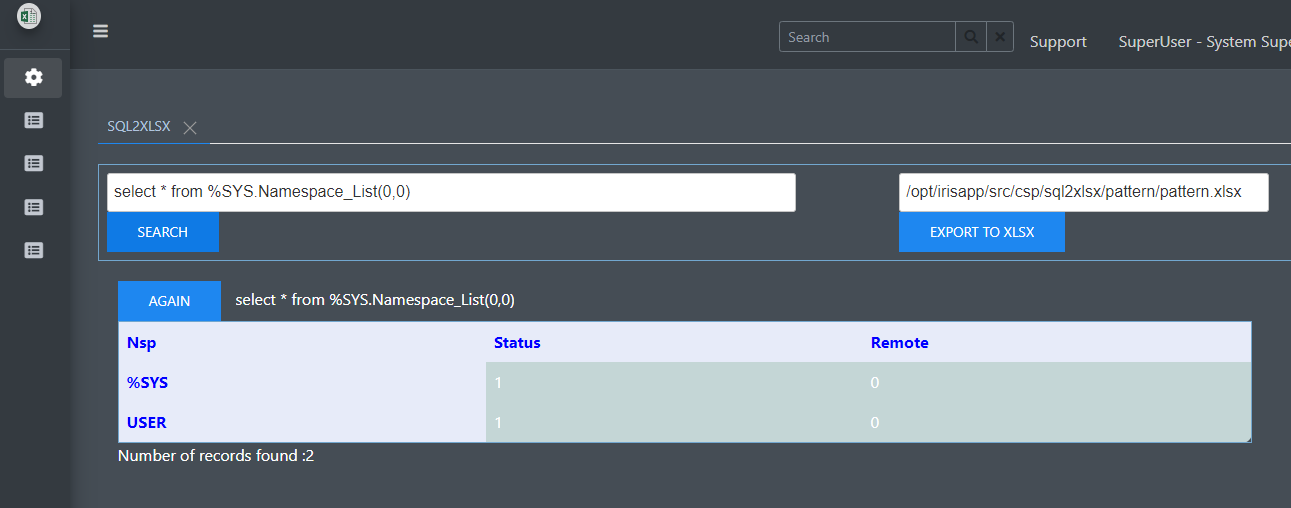 Search
Support
SuperUser - System Supe
SQL2XLSX
select * from %SYS.Namespace_List(0,0)
/opt/irisapp/src/csp/sql2xlsx/pattern/pattern.xlsx
SEARCH
EXPORT TO XLSX
AGAIN
select * from %SYS.Namespace_List(0,0)
Nsp Status Remote
%SYS 1 0
USER 1 0
Number of records found :2